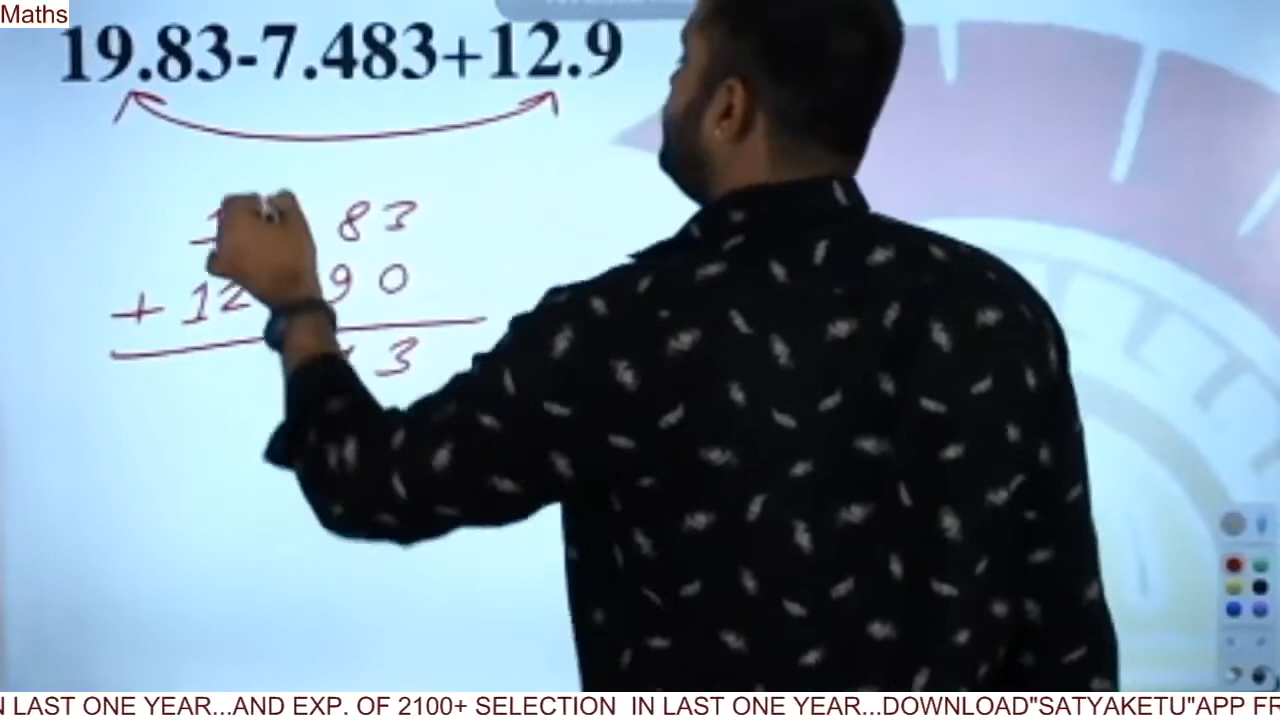 Maths
19.83-7.483+12.9
83
+ 12 90
3
N LAST ONE YEAR...AND EXP. OF 2100+ SELECTION IN LAST ONE YEAR...DOWNLOAD"SATYAKETU"APP FR